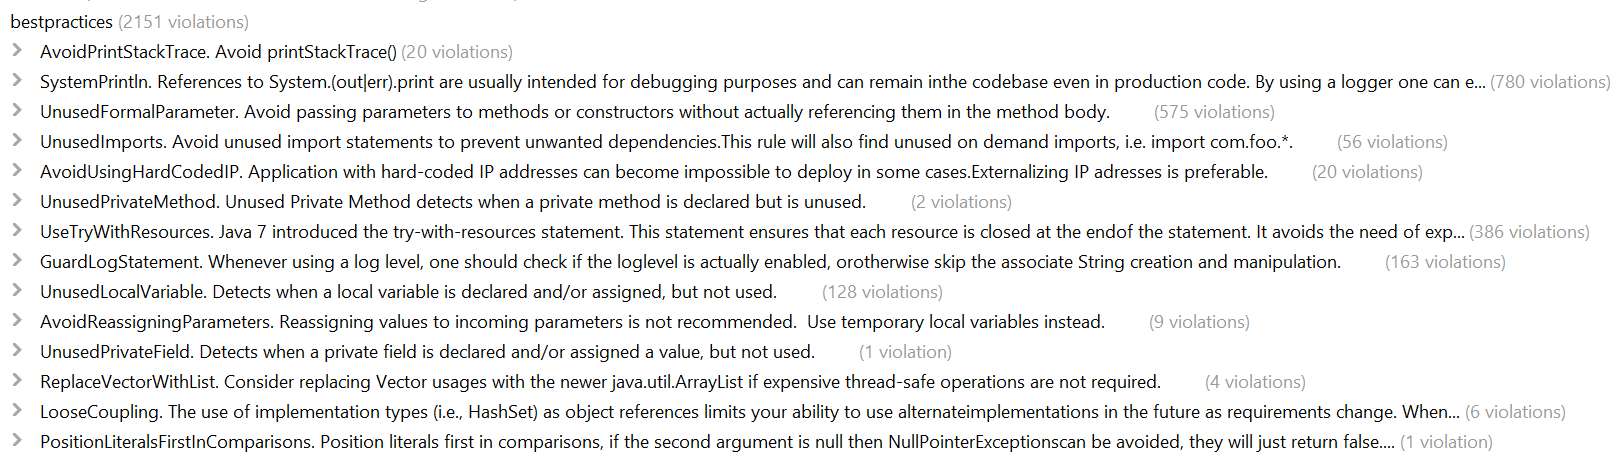 bestpractices (2151 violations)
AvoidPrintStackTrace. Avoid printStackTrace() (20 violations)
SystemPrintln. References to System.(out|err).print are usually intended for debugging purposes and can remain inthe codebase even in production code. By using a logger one can e... (780 violations)
UnusedFormalParameter. Avoid passing parameters to methods or constructors without actually referencing them in the method body. (575 violations)
UnusedImports. Avoid unused import statements to prevent unwanted dependencies.This rule will also find unused on demand imports, i.e. import com.foo.*. (56 violations)
AvoidUsingHardCodedIP. Application with hard-coded IP addresses can become impossible to deploy in some cases.Externalizing IP adresses is preferable. (20 violations)
UnusedPrivateMethod. Unused Private Method detects when a private method is declared but is unused. (2 violations)
UseTryWithResources. Java 7 introduced the try-with-resources statement. This statement ensures that each resource is closed at the endof the statement. It avoids the need of exp... (386 violations)
GuardLogStatement. Whenever using a log level, one should check if the loglevel is actually enabled, orotherwise skip the associate String creation and manipulation. (163 violations)
UnusedLocalVariable. Detects when a local variable is declared and/or assigned, but not used. (128 violations)
AvoidReassigningParameters. Reassigning values to incoming parameters is not recommended.  Use temporary local variables instead. (9 violations)
UnusedPrivateField. Detects when a private field is declared and/or assigned a value, but not used. (1 violation)
ReplaceVectorWithList. Consider replacing Vector usages with the newer java.util.ArrayList if expensive thread-safe operations are not required. (4 violations)
LooseCoupling. The use of implementation types (i.e., HashSet) as object references limits your ability to use alternateimplementations in the future as requirements change. When... (6 violations)
PositionLiteralsFirstInComparisons. Position literals first in comparisons, if the second argument is null then NullPointerExceptionscan be avoided, they will just return false.... (1 violation)